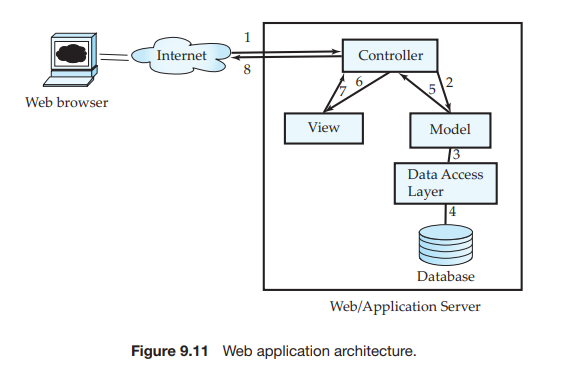 1
Internet
8
Controller
Web browser
7
6
5
2
View
Model
3
Data Access
Layer
4
Database
Web/Application Server
Figure 9.11 Web application architecture.